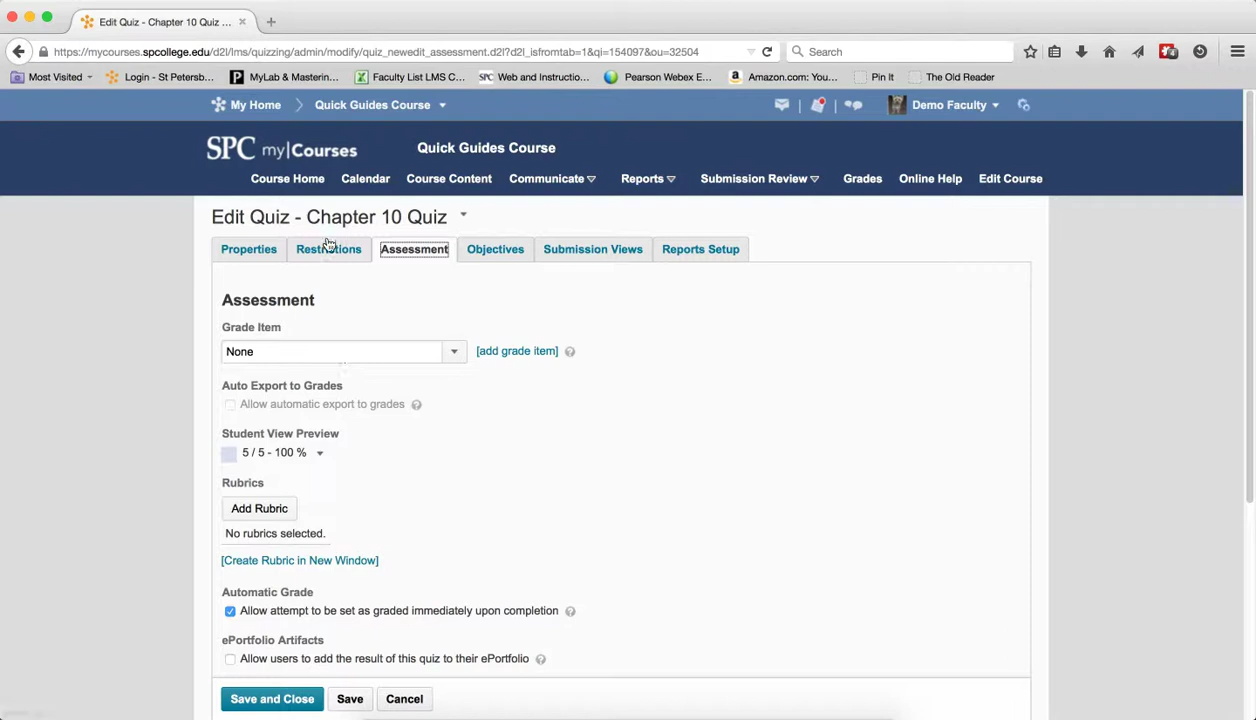 Edit Quiz - Chapter 10 Quiz ...
https://mycourses.spcollege.edu/d2l/lms/quizzing/admin/modify/quiz_newedit_assessment.d2l?d2l_isfromtab=1&qi=154097&ou=32504
Search
Most Visited
Login - St Petersb...
MyLab & Mastering...
Faculty List LMS C...
SPC Web and Instructio...
Pearson Webex E...
Amazon.com: You...
Pin It
The Old Reader
My Home
Quick Guides Course
Demo Faculty
SPC my|Courses
Quick Guides Course
Course Home
Calendar
Course Content
Communicate
Reports
Submission Review
Grades
Online Help
Edit Course
Edit Quiz - Chapter 10 Quiz
Properties
Restrictions
Assessment
Objectives
Submission Views
Reports Setup
Assessment
Grade Item
None
[add grade item]
Auto Export to Grades
Allow automatic export to grades
Student View Preview
5 / 5 - 100 %
Rubrics
Add Rubric
No rubrics selected.
[Create Rubric in New Window]
Automatic Grade
Allow attempt to be set as graded immediately upon completion
ePortfolio Artifacts
Allow users to add the result of this quiz to their ePortfolio
Save and Close
Save
Cancel